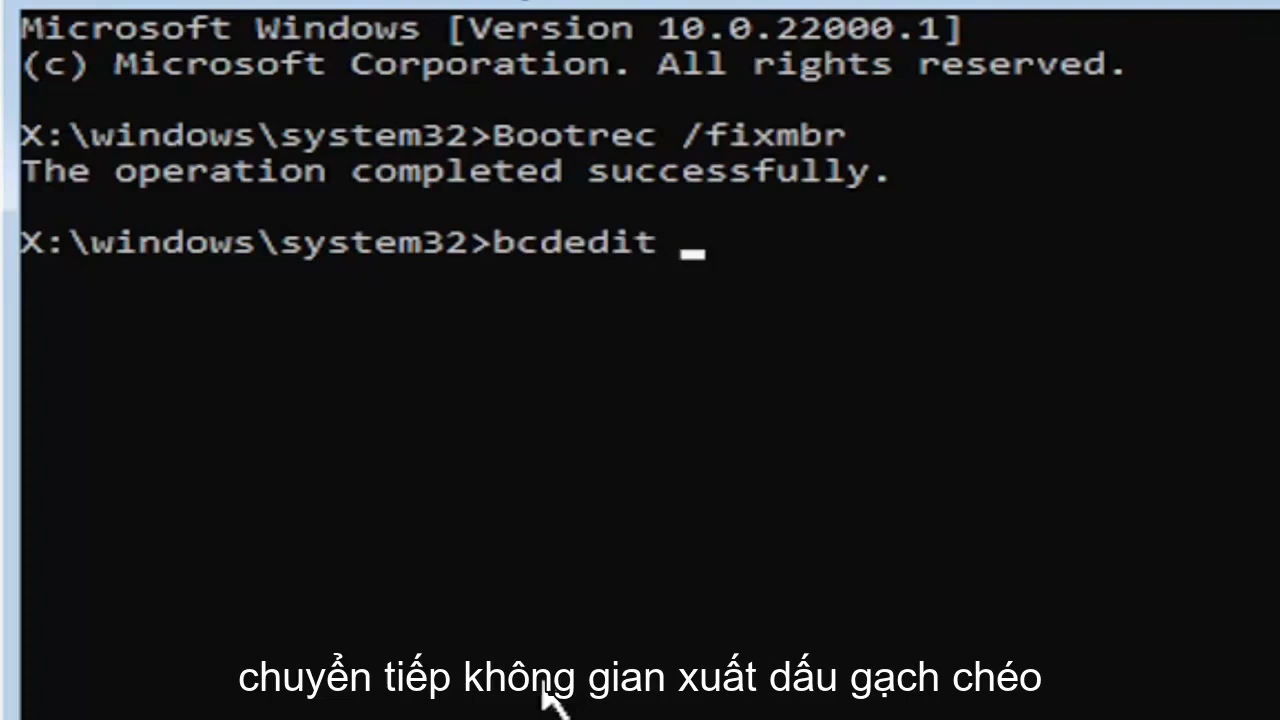 Microsoft Windows [Version 10.0.22000.1]
(c) Microsoft Corporation. All rights reserved.
X:\windows\system32>Bootrec /fixmbr
The operation completed successfully.
X:\windows\system32>bcdedit
chuyển tiếp không gian xuất dấu gạch chéo